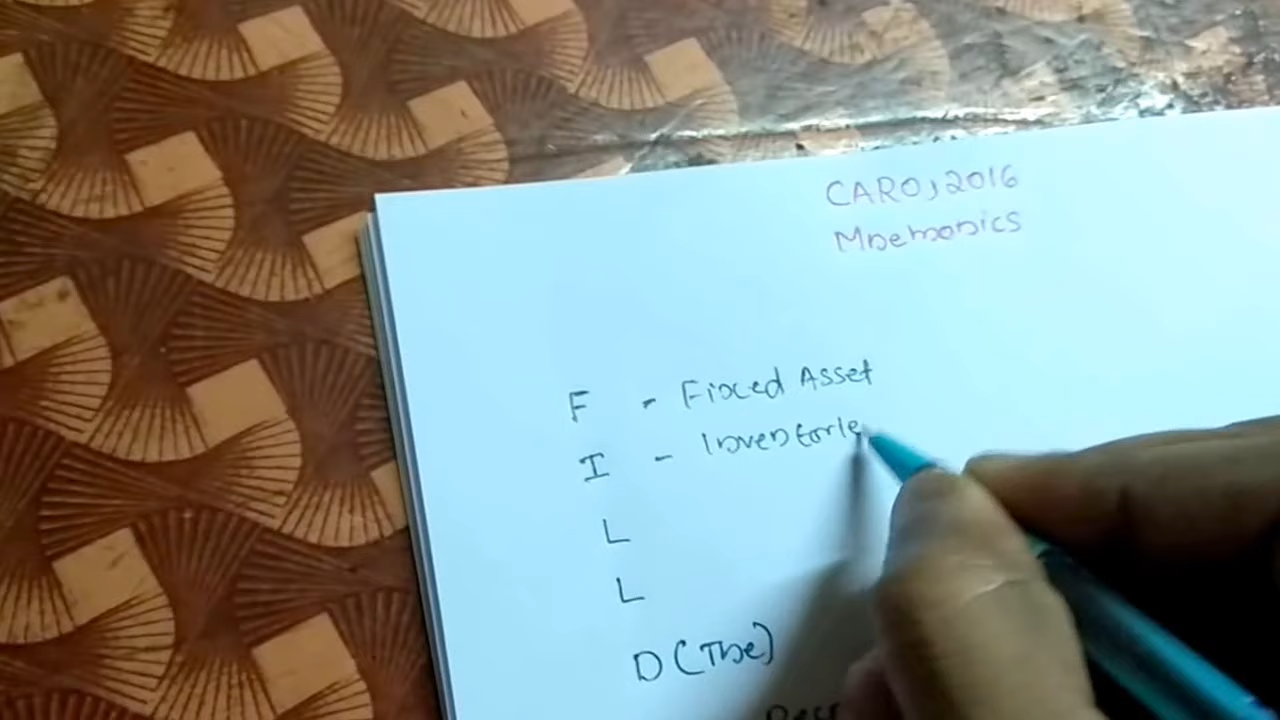 CARO, 2016
Mnemonics
F - Fixed Asset
I - Inventorie
L
L
D (The)